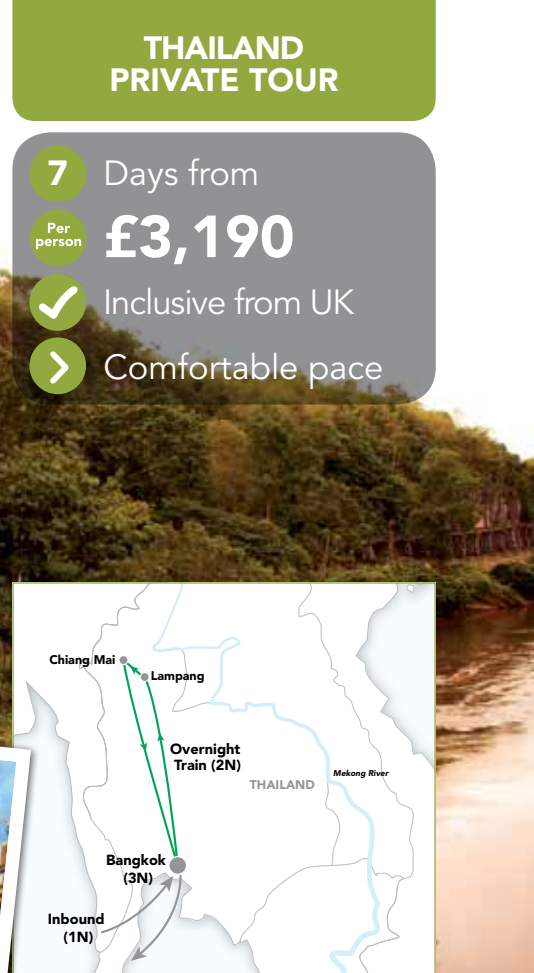 THAILAND
PRIVATE TOUR
7
Days from
Per
person
£3,190
Inclusive from UK
Comfortable pace
Chiang Mai
Lampang
Overnight
Train (2N)
THAILAND
Mekong River
Bangkok
(3N)
Inbound
(1N)